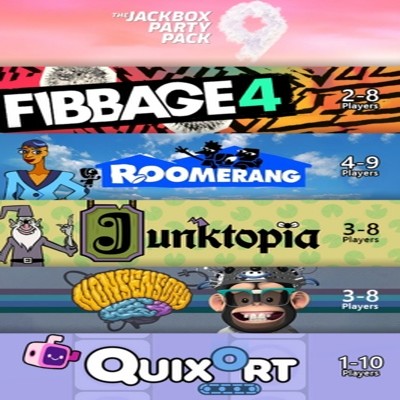 THE JACKBOX
PARTY
PACK 9
FIBBAGE 4
2-8
Players
ROOMERANG
4-9
Players
Junktopia
3-8
Players
NONSENSORY
3-8
Players
QUIXORT
1-10
Players